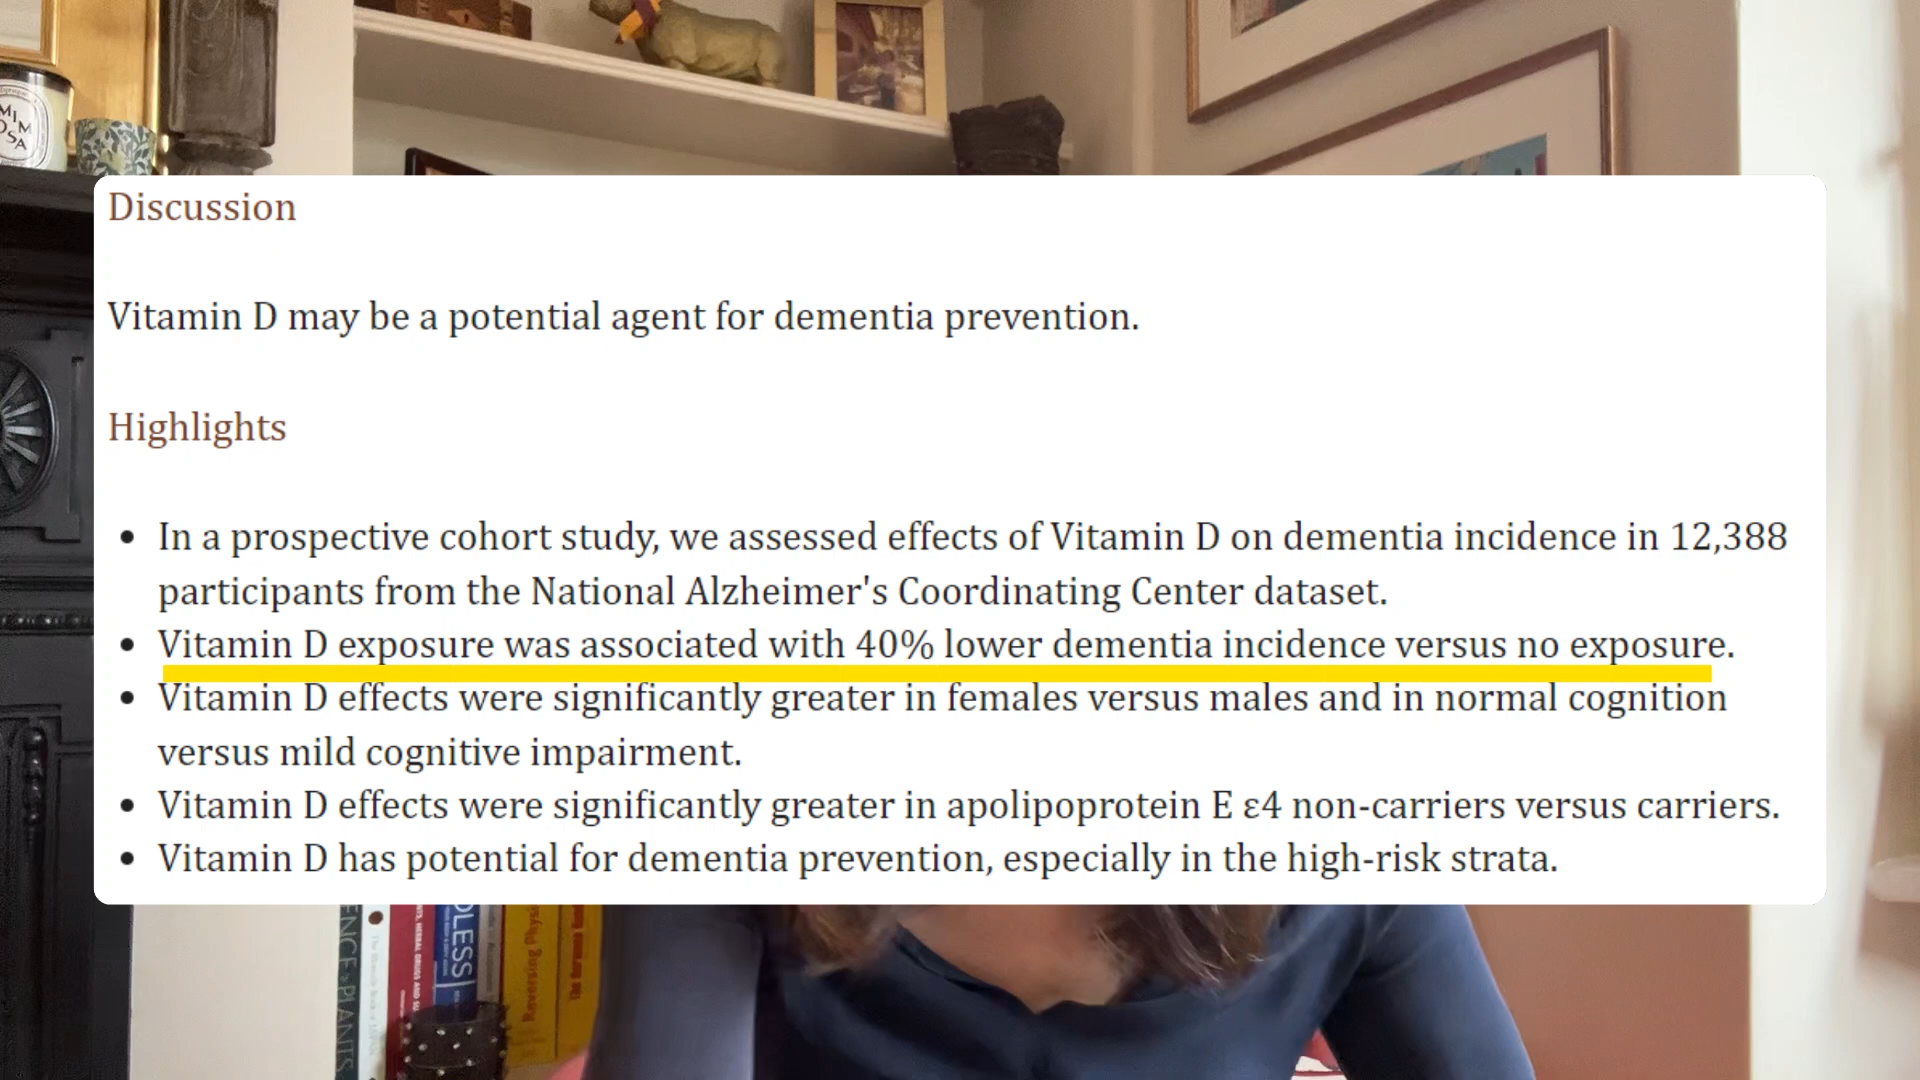 MIM
OSA
Discussion
Vitamin D may be a potential agent for dementia prevention.
Highlights
• In a prospective cohort study, we assessed effects of Vitamin D on dementia incidence in 12,388
participants from the National Alzheimer's Coordinating Center dataset.
• Vitamin D exposure was associated with 40% lower dementia incidence versus no exposure.
• Vitamin D effects were significantly greater in females versus males and in normal cognition
versus mild cognitive impairment.
• Vitamin D effects were significantly greater in apolipoprotein E ε4 non-carriers versus carriers.
• Vitamin D has potential for dementia prevention, especially in the high-risk strata.